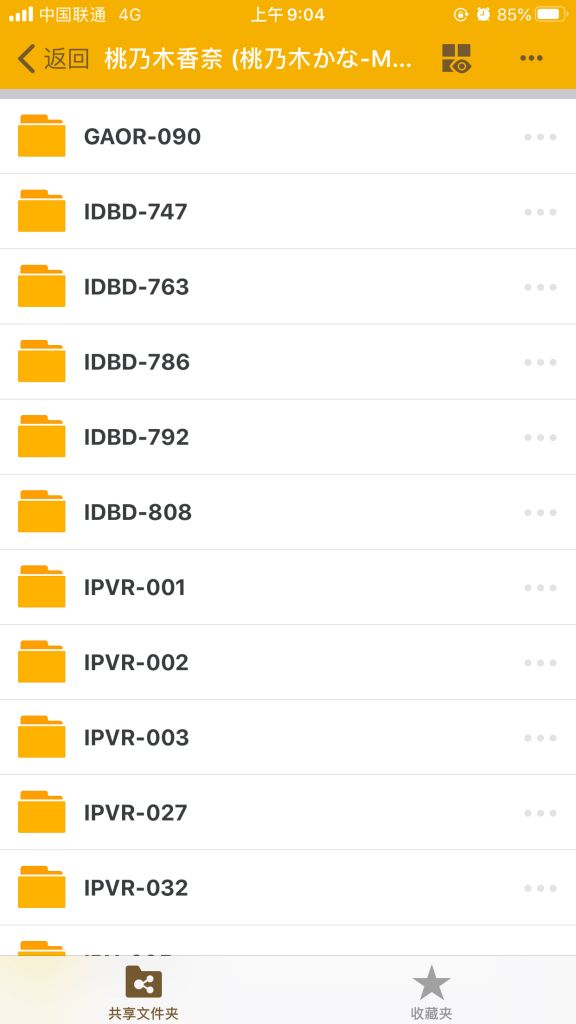 中国联通 4G 上午 9:04 85%
返回 桃乃木香奈 (桃乃木かな-M...
GAOR-090
IDBD-747
IDBD-763
IDBD-786
IDBD-792
IDBD-808
IPVR-001
IPVR-002
IPVR-003
IPVR-027
IPVR-032
共享文件夹 收藏夹